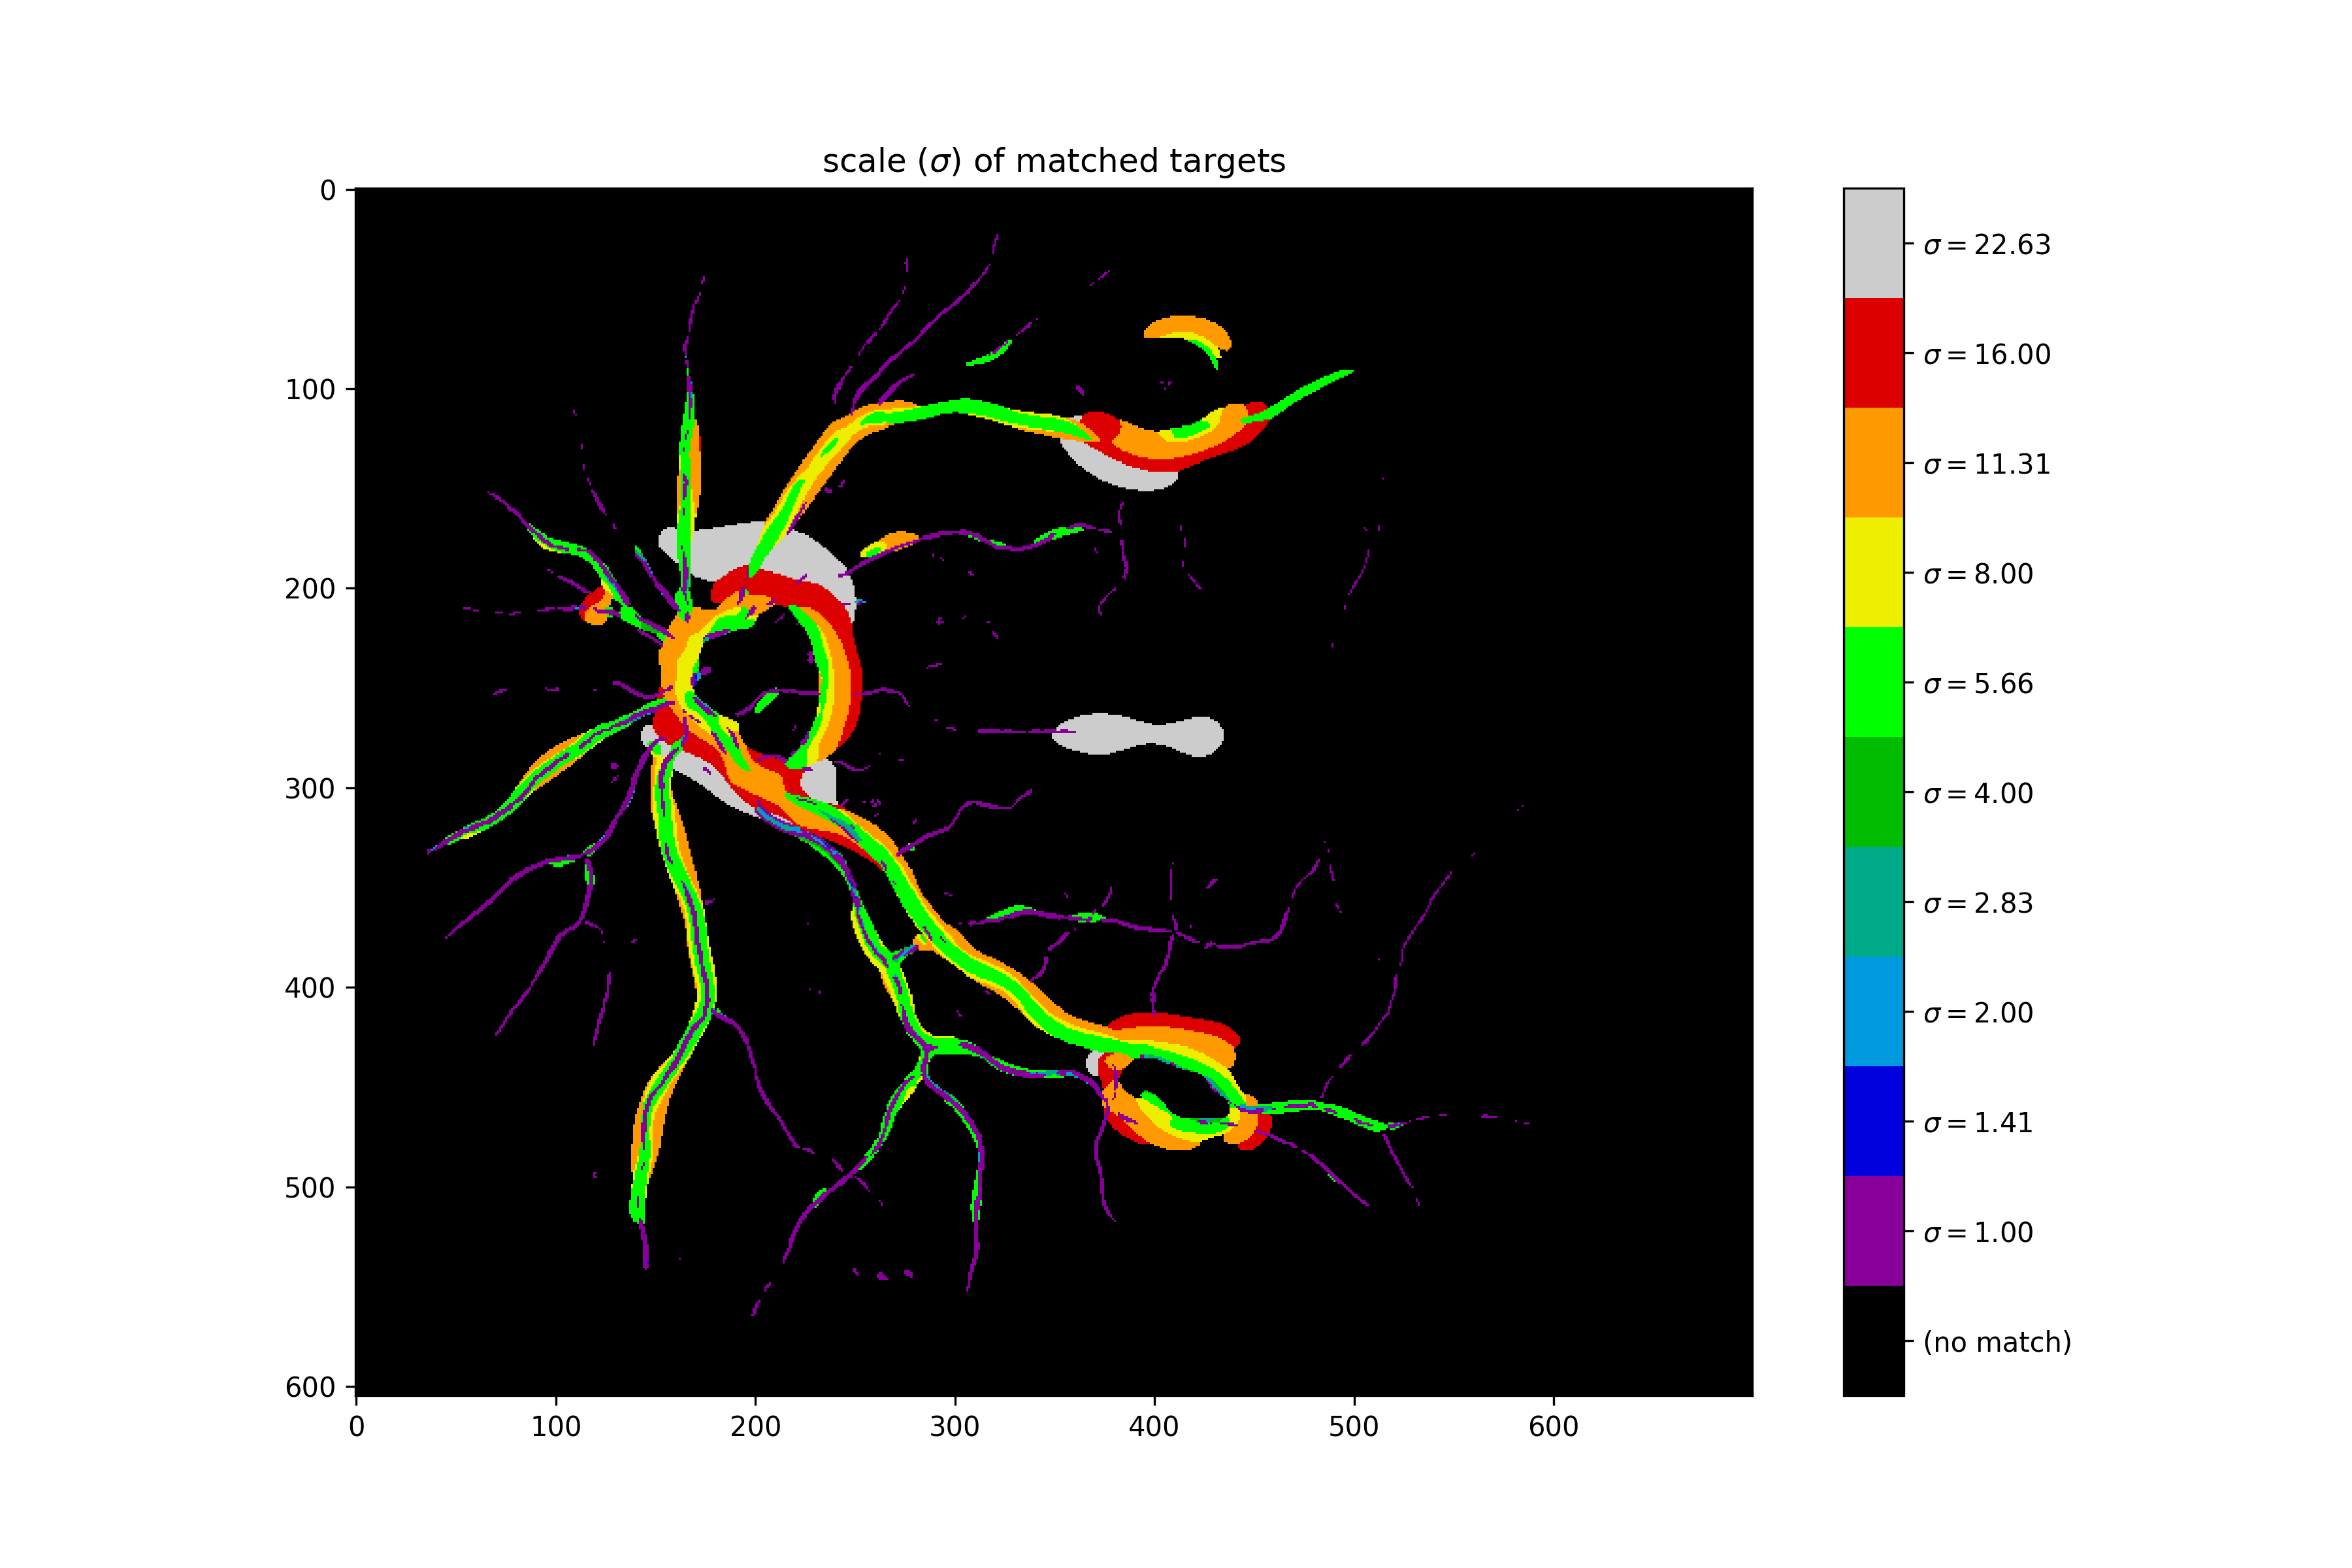 scale (σ) of matched targets
0
100
200
300
400
500
600
0 100 200 300 400 500 600
σ = 22.63
σ = 16.00
σ = 11.31
σ = 8.00
σ = 5.66
σ = 4.00
σ = 2.83
σ = 2.00
σ = 1.41
σ = 1.00
(no match)